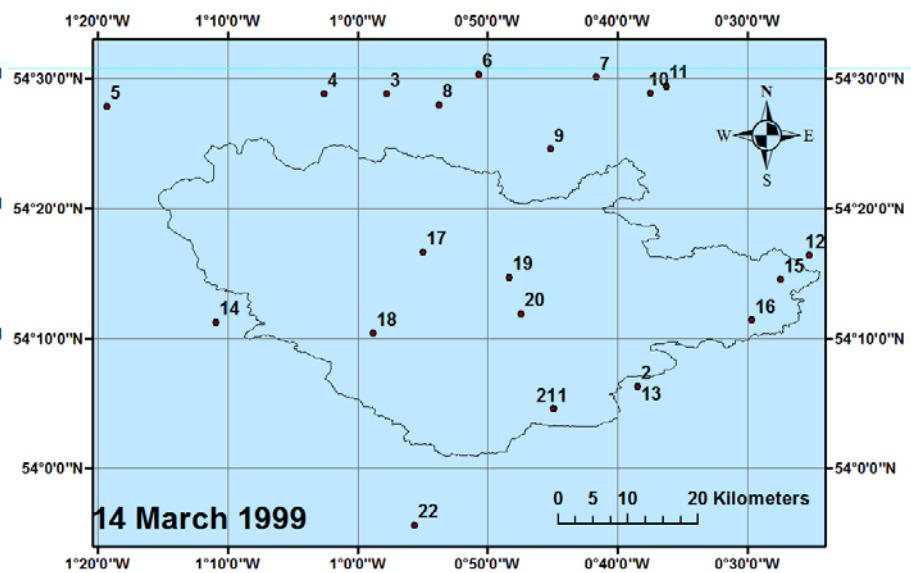 1°20'0"W 1°10'0"W 1°0'0"W 0°50'0"W 0°40'0"W 0°30'0"W
6
7
54°30'0"N 5 4 3 8 10 11 54°30'0"N
N
9 W E
S
54°20'0"N 54°20'0"N
17 12
19 15
20
14 18 16
54°10'0"N 54°10'0"N
2
211 13
54°0'0"N 54°0'0"N
0 5 10 20 Kilometers
14 March 1999 22
1°20'0"W 1°10'0"W 1°0'0"W 0°50'0"W 0°40'0"W 0°30'0"W